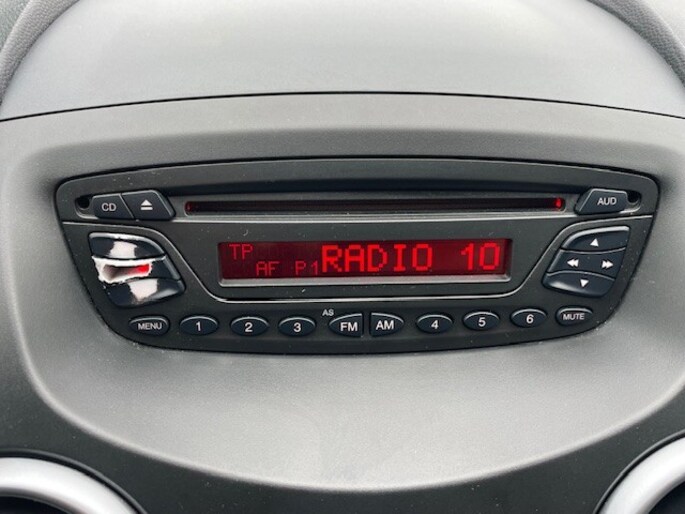 CD AUD
TP
AF P1 RADIO 10
AS
MENU 1 2 3 FM AM 4 5 6 MUTE